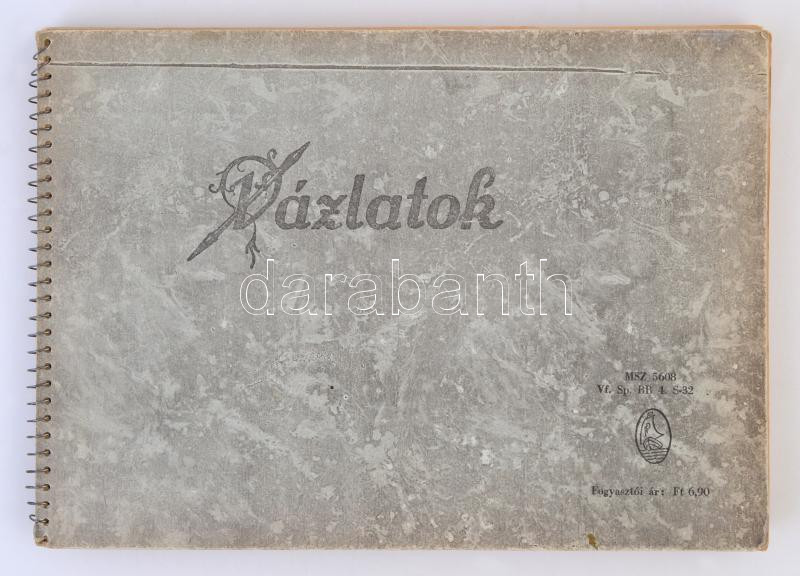 Vázlatok
darabanth
MSZ 5608
Vf. Sp. BB 4. S-32
Fogyasztói ár: Ft 6,90